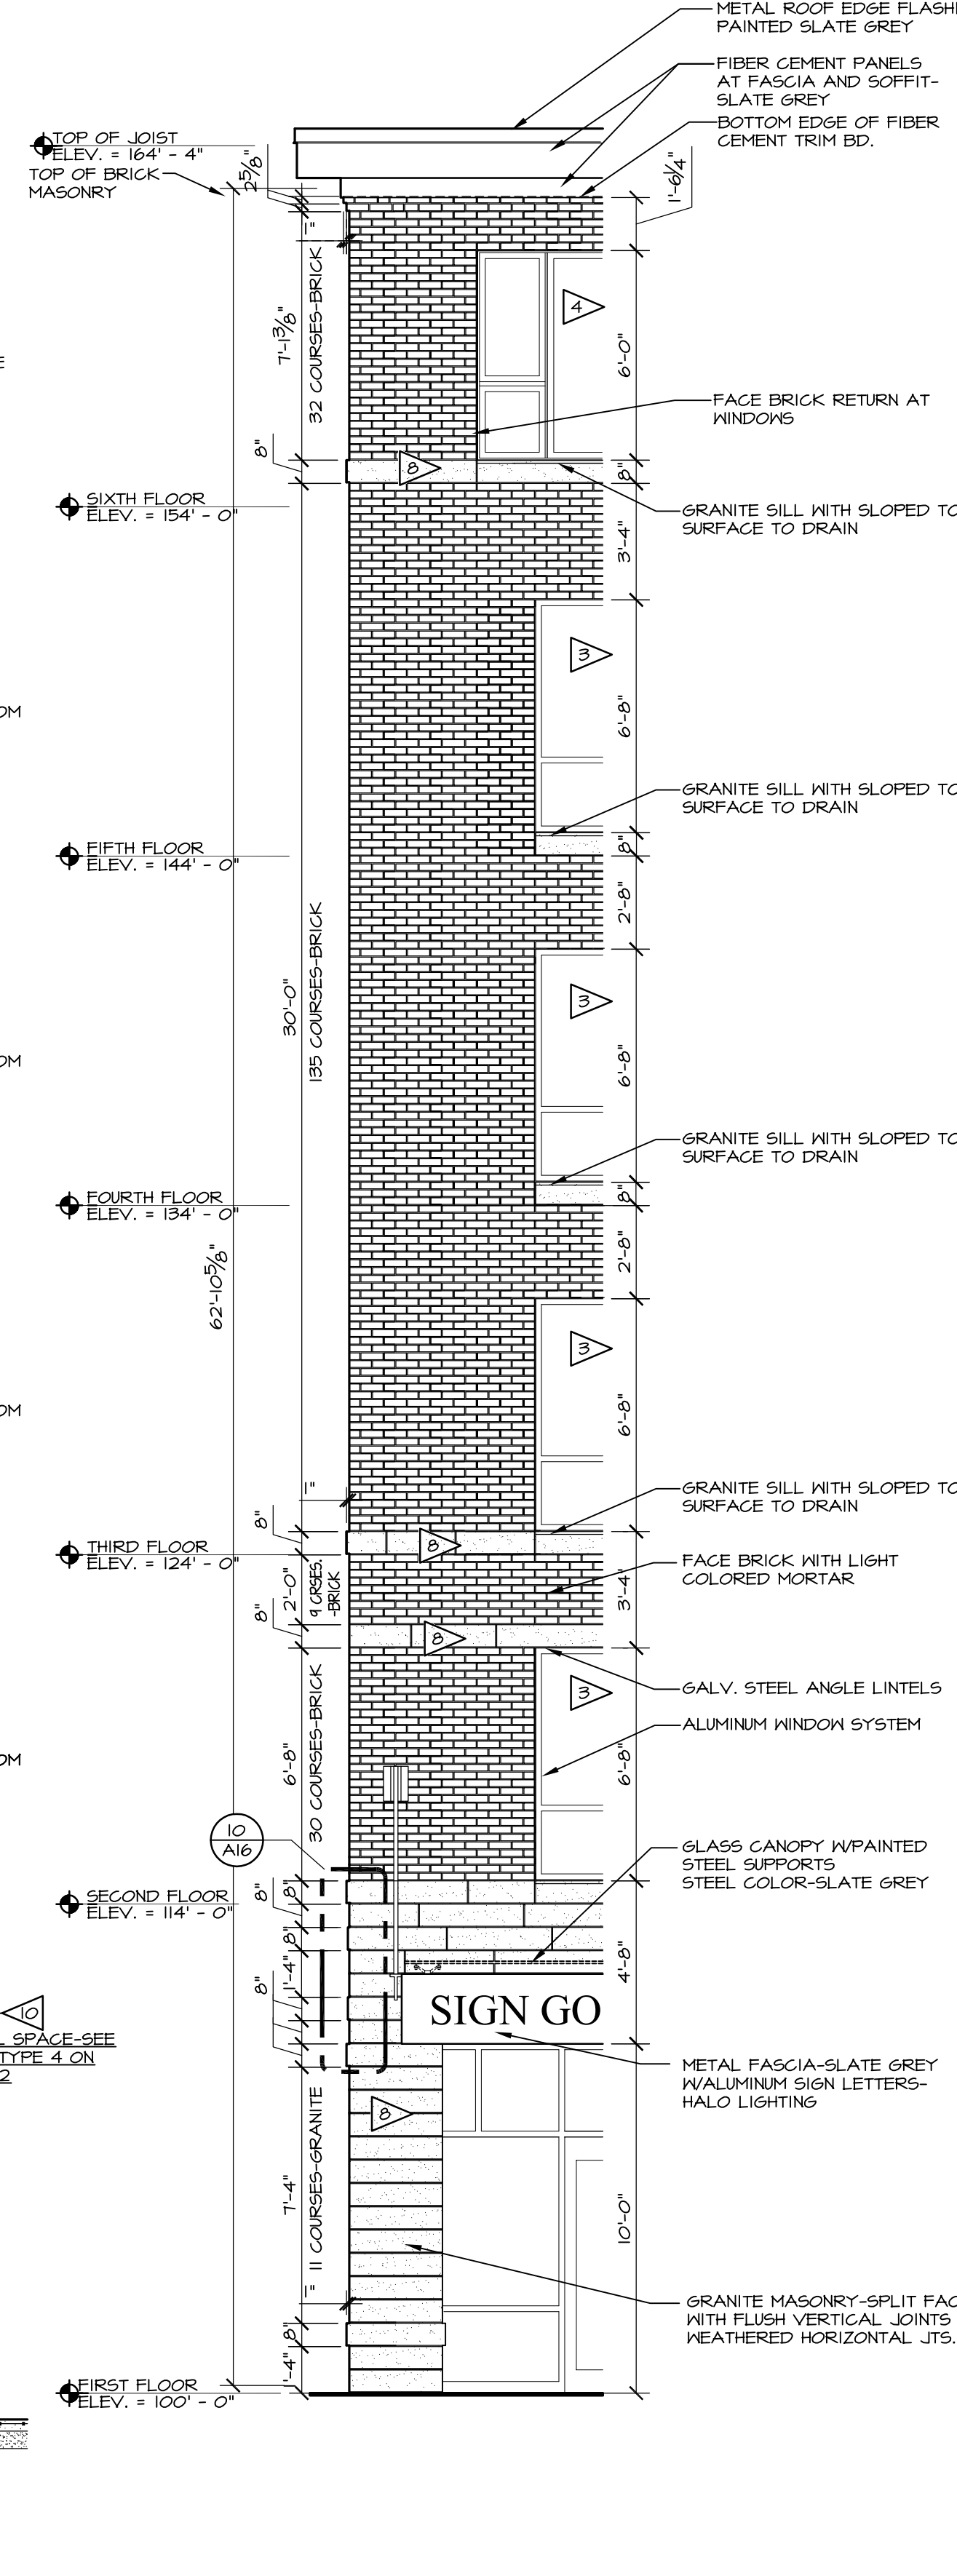 METAL ROOF EDGE FLASHI
PAINTED SLATE GREY
FIBER CEMENT PANELS
AT FASCIA AND SOFFIT-
SLATE GREY
BOTTOM EDGE OF FIBER
CEMENT TRIM BD.
TOP OF JOIST
ELEV. = 164' - 4"
TOP OF BRICK
MASONRY
2 5/8"
1'-6 1/4"
1"
7'-1 3/8"
32 COURSES-BRICK
4
6'-0"
FACE BRICK RETURN AT
WINDOWS
8"
8
8"
SIXTH FLOOR
ELEV. = 154' - 0"
GRANITE SILL WITH SLOPED TO
SURFACE TO DRAIN
3'-4"
3
OM
6'-8"
GRANITE SILL WITH SLOPED TO
SURFACE TO DRAIN
FIFTH FLOOR
ELEV. = 144' - 0"
8"
2'-8"
30'-0"
135 COURSES-BRICK
3
OM
6'-8"
GRANITE SILL WITH SLOPED TO
SURFACE TO DRAIN
FOURTH FLOOR
ELEV. = 134' - 0"
8"
2'-8"
62'-10 5/8"
3
OM
6'-8"
1"
GRANITE SILL WITH SLOPED TO
SURFACE TO DRAIN
8"
8
THIRD FLOOR
ELEV. = 124' - 0"
FACE BRICK WITH LIGHT
COLORED MORTAR
2'-0"
9 CRSES.
-BRICK
3'-4"
8"
8
GALV. STEEL ANGLE LINTELS
3
ALUMINUM WINDOW SYSTEM
OM
6'-8"
30 COURSES-BRICK
6'-8"
10
A16
GLASS CANOPY W/PAINTED
STEEL SUPPORTS
STEEL COLOR-SLATE GREY
SECOND FLOOR
ELEV. = 114' - 0"
8"
8"
8"
1'-4"
8"
4'-8"
SIGN GO
10
L SPACE-SEE
TYPE 4 ON
2
METAL FASCIA-SLATE GREY
W/ALUMINUM SIGN LETTERS-
HALO LIGHTING
8
7'-4"
11 COURSES-GRANITE
10'-0"
1"
GRANITE MASONRY-SPLIT FAC
WITH FLUSH VERTICAL JOINTS
WEATHERED HORIZONTAL JTS.
8"
1'-4"
FIRST FLOOR
ELEV. = 100' - 0"